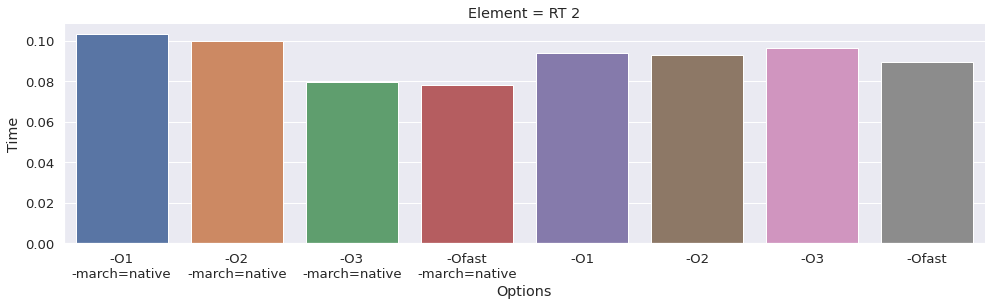 Element = RT 2
0.10
0.08
0.06
0.04
0.02
0.00
Time
-O1 -O2 -O3 -Ofast -O1 -O2 -O3 -Ofast
-march=native -march=native -march=native -march=native
Options